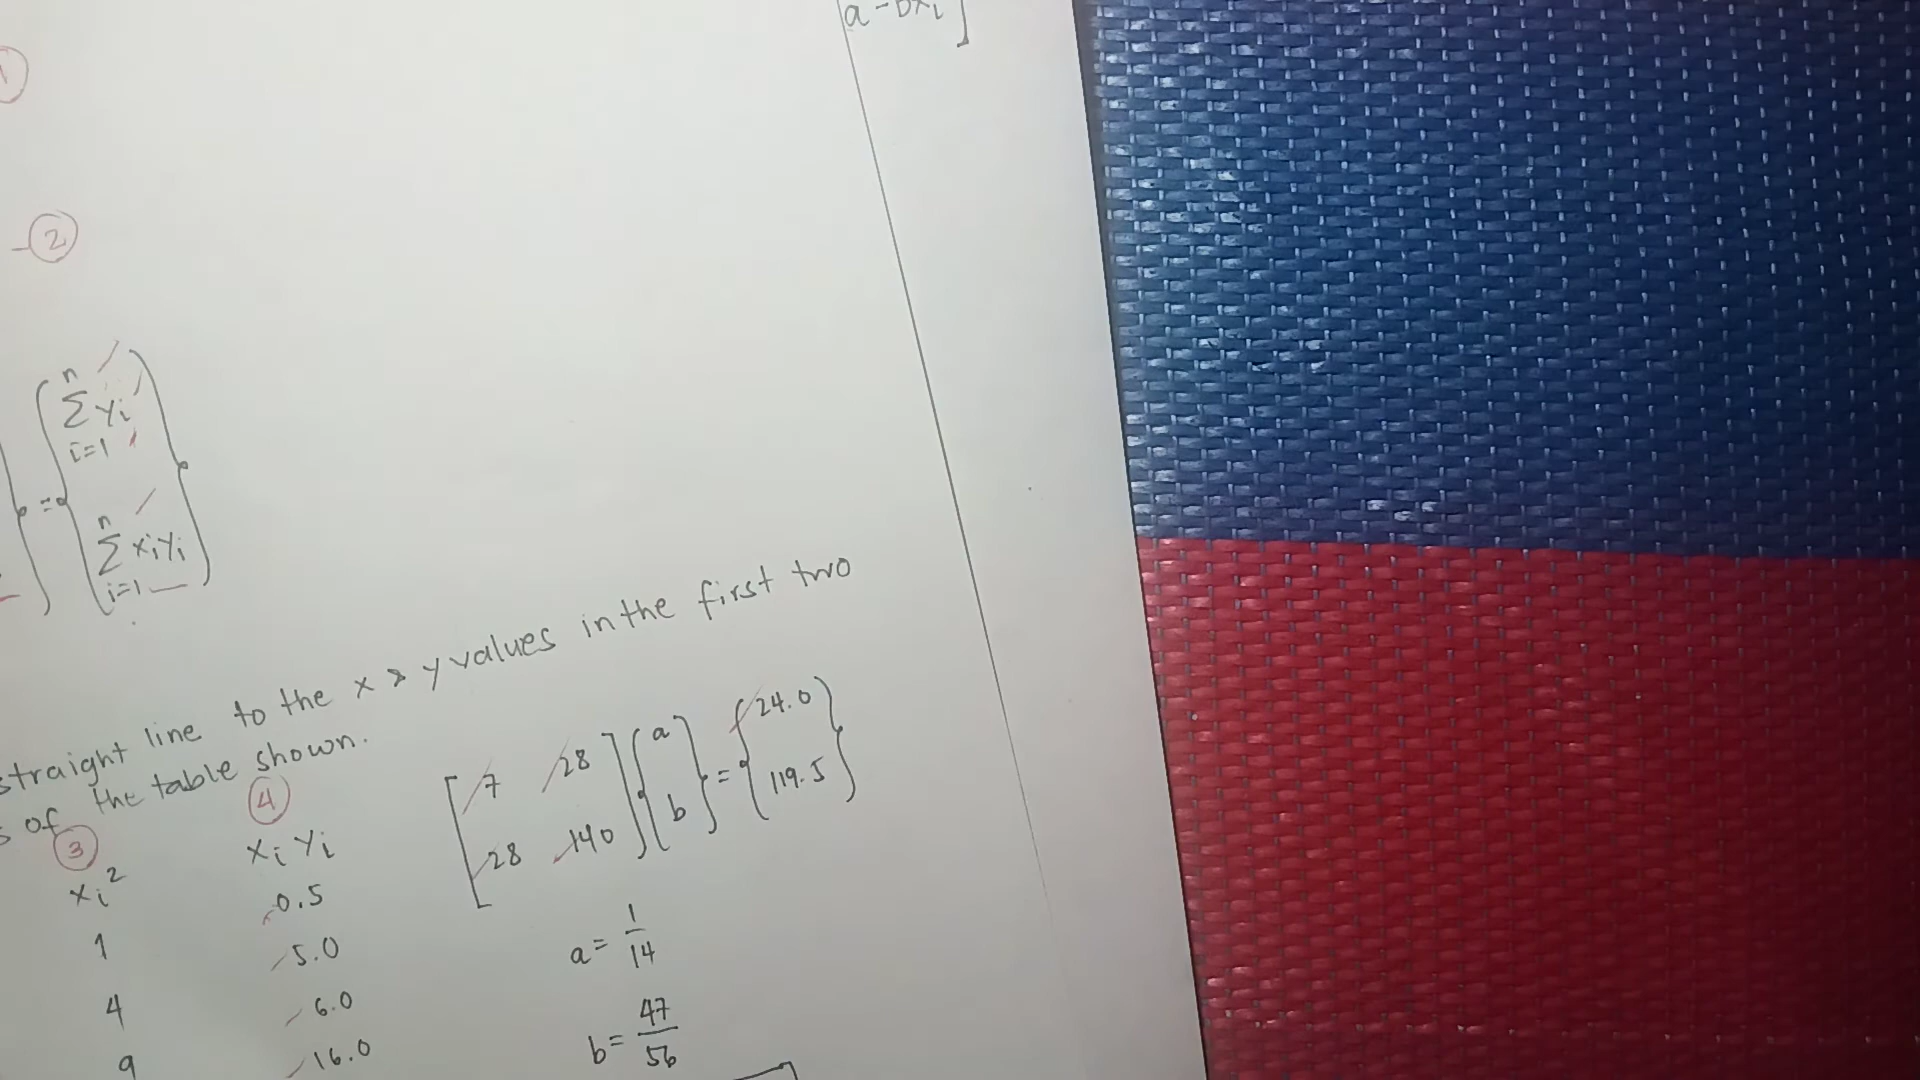 a - bxᵢ ]
1
- 2
= { n
Σ yᵢ
i=1
n
Σ xᵢyᵢ
i=1 }
straight line to the x & y values in the first two
of the table shown.
3 4
xᵢ² xᵢ yᵢ
1 0.5
4 5.0
9 6.0
16.0
[ 7 28 ] { a } = { 24.0 }
[ 28 140 ] { b } = { 119.5 }
a = 1/14
b = 47/56